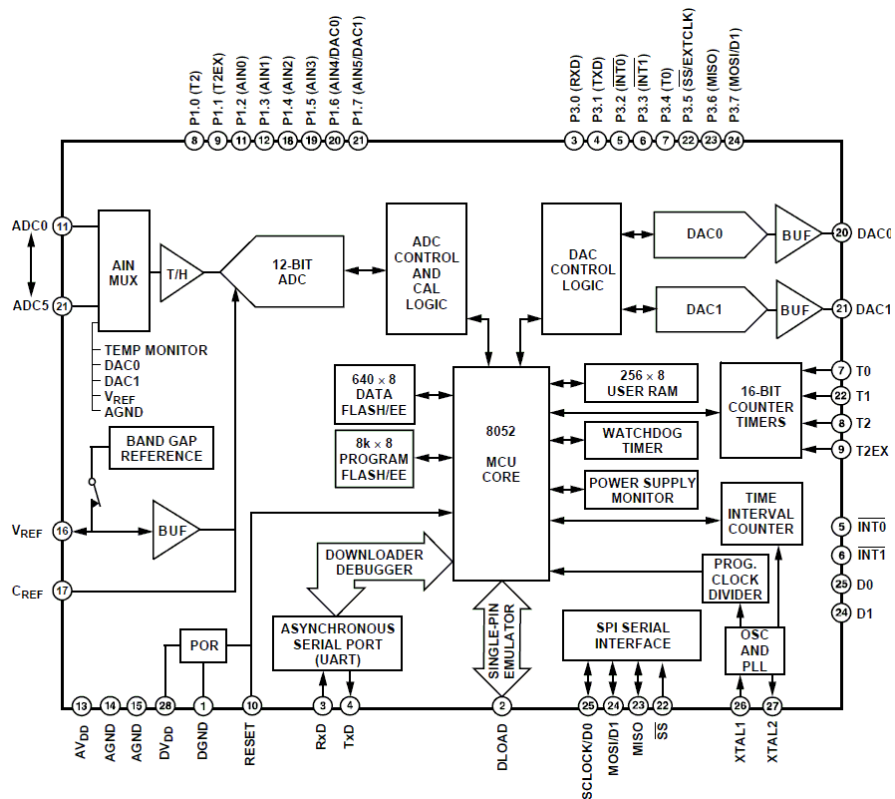 P1.0 (T2)
P1.1 (T2EX)
P1.2 (AIN0)
P1.3 (AIN1)
P1.4 (AIN2)
P1.5 (AIN3)
P1.6 (AIN4/DAC0)
P1.7 (AIN5/DAC1)
P3.0 (RXD)
P3.1 (TXD)
P3.2 (INT0)
P3.3 (INT1)
P3.4 (T0)
P3.5 (SS/EXTCLK)
P3.6 (MISO)
P3.7 (MOSI/D1)
8 9 11 12 18 19 20 21
3 4 5 6 7 22 23 24
ADC0 11
ADC5 21
AIN
MUX
T/H
12-BIT
ADC
ADC
CONTROL
AND
CAL
LOGIC
DAC
CONTROL
LOGIC
DAC0
BUF
20 DAC0
DAC1
BUF
21 DAC1
TEMP MONITOR
DAC0
DAC1
VREF
AGND
BAND GAP
REFERENCE
VREF 16
BUF
CREF 17
640 × 8
DATA
FLASH/EE
8k × 8
PROGRAM
FLASH/EE
8052
MCU
CORE
256 × 8
USER RAM
WATCHDOG
TIMER
POWER SUPPLY
MONITOR
16-BIT
COUNTER
TIMERS
7 T0
22 T1
8 T2
9 T2EX
TIME
INTERVAL
COUNTER
5 INT0
6 INT1
25 D0
24 D1
PROG.
CLOCK
DIVIDER
OSC
AND
PLL
DOWNLOADER
DEBUGGER
ASYNCHRONOUS
SERIAL PORT
(UART)
SINGLE-PIN
EMULATOR
SPI SERIAL
INTERFACE
POR
13 14 15 28 1 10 3 4 2 25 24 23 22 26 27
AVDD
AGND
AGND
DVDD
DGND
RESET
RxD
TxD
DLOAD
SCLOCK/D0
MOSI/D1
MISO
SS
XTAL1
XTAL2